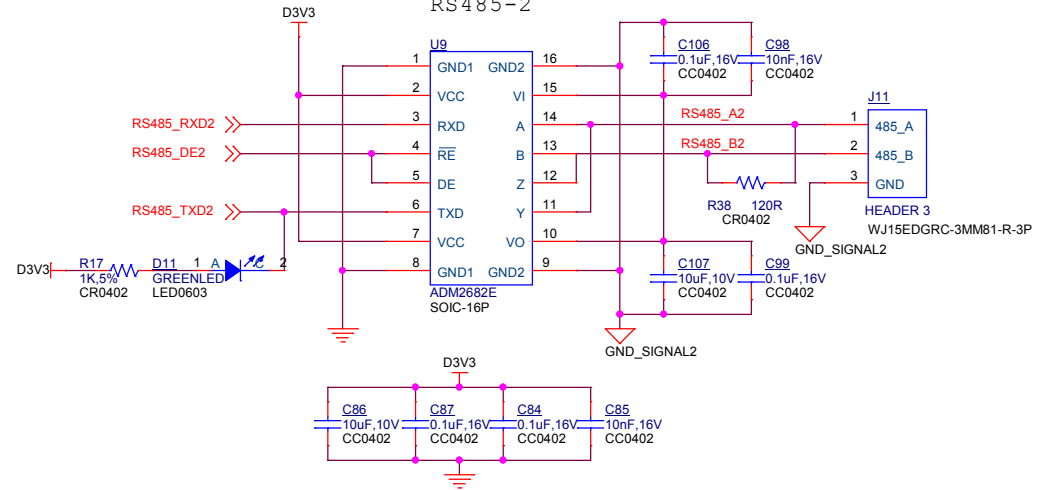 RS485-2
D3V3
U9
1 GND1 GND2 16
2 VCC VI 15
3 RXD A 14
4 RE B 13
5 DE Z 12
6 TXD Y 11
7 VCC VO 10
8 GND1 GND2 9
ADM2682E
SOIC-16P
RS485_RXD2
RS485_DE2
RS485_TXD2
D3V3
R17
1K,5%
CR0402
D11
GREENLED
LED0603
1 A C 2
C106
0.1uF,16V
CC0402
C98
10nF,16V
CC0402
RS485_A2
RS485_B2
R38 120R
CR0402
J11
1 485_A
2 485_B
3 GND
HEADER 3
WJ15EDGRC-3MM81-R-3P
GND_SIGNAL2
C107
10uF,10V
CC0402
C99
0.1uF,16V
CC0402
GND_SIGNAL2
D3V3
C86
10uF,10V
CC0402
C87
0.1uF,16V
CC0402
C84
0.1uF,16V
CC0402
C85
10nF,16V
CC0402